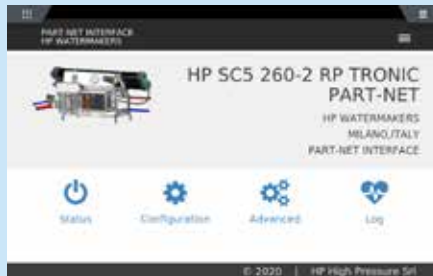 PART NET INTERFACE
HP WATERMAKERS
HP SC5 260-2 RP TRONIC
PART-NET
HP WATERMAKERS
MILANO,ITALY
PART-NET INTERFACE
Status
Configuration
Advanced
Log
© 2020 | HP High Pressure Srl